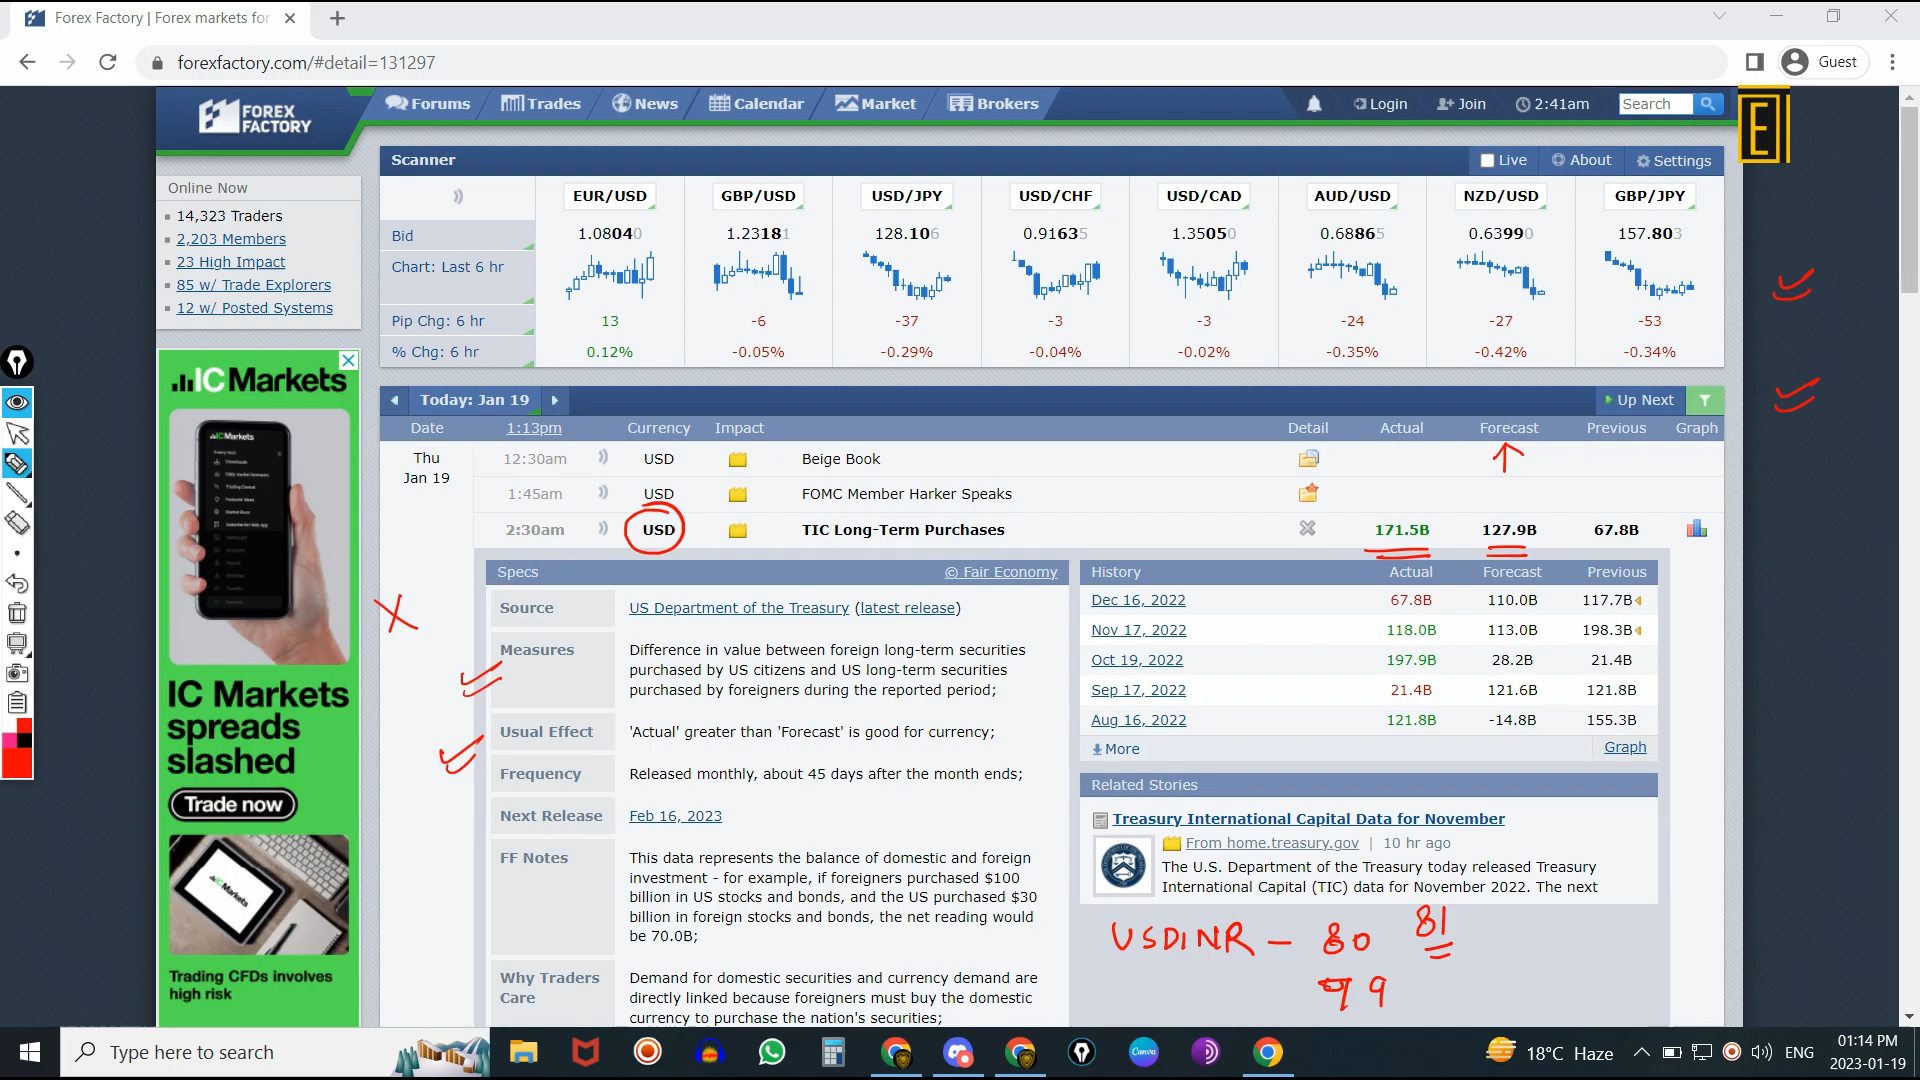 Forex Factory | Forex markets for
forexfactory.com/#detail=131297
Guest
FOREX
FACTORY
Forums
Trades
News
Calendar
Market
Brokers
Login
Join
2:41am
Search
E
Online Now
14,323 Traders
2,203 Members
23 High Impact
85 w/ Trade Explorers
12 w/ Posted Systems
IC Markets
IC Markets
spreads
slashed
Trade now
IC Markets
Trading CFDs involves
high risk
Scanner
Live
About
Settings
EUR/USD GBP/USD USD/JPY USD/CHF USD/CAD AUD/USD NZD/USD GBP/JPY
Bid 1.08040 1.23181 128.106 0.91635 1.35050 0.68865 0.63990 157.803
Chart: Last 6 hr
Pip Chg: 6 hr 13 -6 -37 -3 -3 -24 -27 -53
% Chg: 6 hr 0.12% -0.05% -0.29% -0.04% -0.02% -0.35% -0.42% -0.34%
Today: Jan 19
Up Next
Date 1:13pm Currency Impact Detail Actual Forecast Previous Graph
Thu
Jan 19
12:30am USD Beige Book
1:45am USD FOMC Member Harker Speaks
2:30am USD TIC Long-Term Purchases 171.5B 127.9B 67.8B
Specs © Fair Economy
Source US Department of the Treasury (latest release)
Measures Difference in value between foreign long-term securities
purchased by US citizens and US long-term securities
purchased by foreigners during the reported period;
Usual Effect 'Actual' greater than 'Forecast' is good for currency;
Frequency Released monthly, about 45 days after the month ends;
Next Release Feb 16, 2023
FF Notes This data represents the balance of domestic and foreign
investment - for example, if foreigners purchased $100
billion in US stocks and bonds, and the US purchased $30
billion in foreign stocks and bonds, the net reading would
be 70.0B;
Why Traders
Care
Demand for domestic securities and currency demand are
directly linked because foreigners must buy the domestic
currency to purchase the nation's securities;
History Actual Forecast Previous
Dec 16, 2022 67.8B 110.0B 117.7B
Nov 17, 2022 118.0B 113.0B 198.3B
Oct 19, 2022 197.9B 28.2B 21.4B
Sep 17, 2022 21.4B 121.6B 121.8B
Aug 16, 2022 121.8B -14.8B 155.3B
More Graph
Related Stories
Treasury International Capital Data for November
From home.treasury.gov | 10 hr ago
The U.S. Department of the Treasury today released Treasury
International Capital (TIC) data for November 2022. The next
USDINR - 80 81
79
Type here to search
Canva
18°C Haze
ENG
01:14 PM
2023-01-19